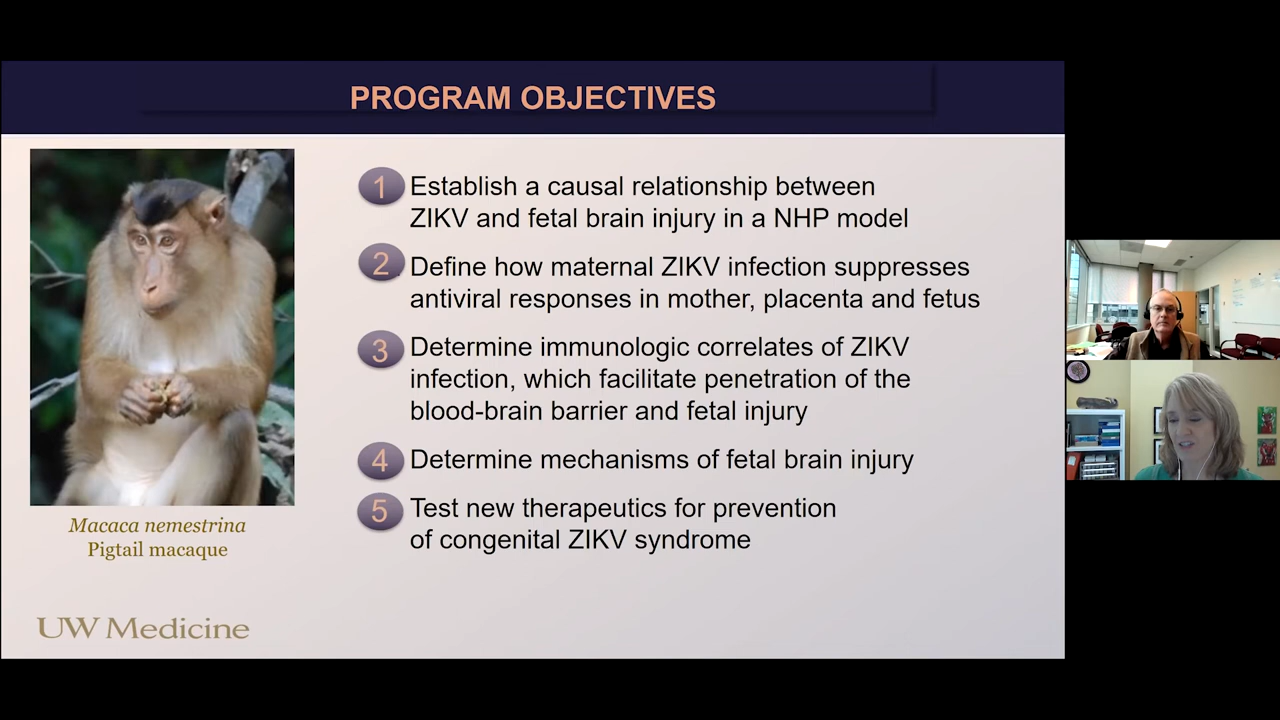 PROGRAM OBJECTIVES
1 Establish a causal relationship between
ZIKV and fetal brain injury in a NHP model
2 Define how maternal ZIKV infection suppresses
antiviral responses in mother, placenta and fetus
3 Determine immunologic correlates of ZIKV
infection, which facilitate penetration of the
blood-brain barrier and fetal injury
4 Determine mechanisms of fetal brain injury
5 Test new therapeutics for prevention
of congenital ZIKV syndrome
Macaca nemestrina
Pigtail macaque
UW Medicine